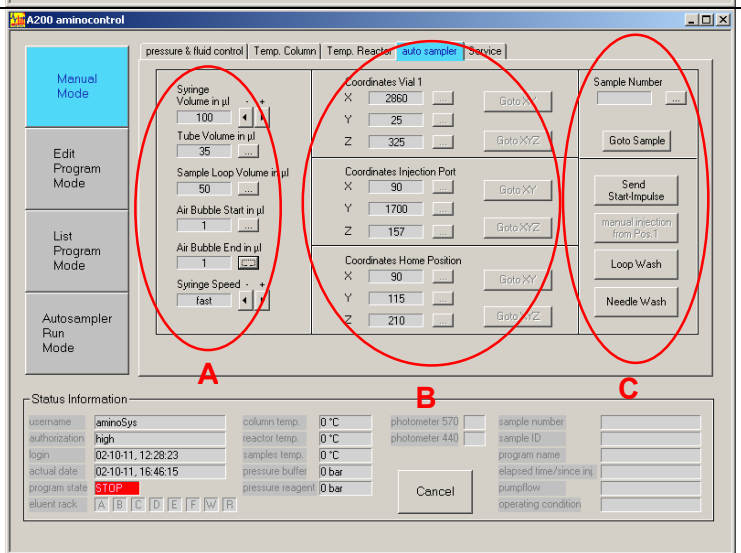 A200 aminocontrol
pressure & fluid control Temp. Column Temp. Reactor auto sampler Service
Manual
Mode
Edit
Program
Mode
List
Program
Mode
Autosampler
Run
Mode
Syringe
Volume in µl - +
100
Tube Volume in µl
35 ...
Sample Loop Volume in µl
50 ...
Air Bubble Start in µl
1 ...
Air Bubble End in µl
1 ...
Syringe Speed - +
fast
A
Coordinates Vial 1
X 2860 ... Goto XY
Y 25
Z 325 ... Goto XYZ
Coordinates Injection Port
X 90 ... Goto XY
Y 1700 ...
Z 157 ... Goto XYZ
Coordinates Home Position
X 90 ... Goto XY
Y 115 ...
Z 210 ... Goto XYZ
B
Sample Number
...
Goto Sample
Send
Start-Impulse
manual injection
from Pos.1
Loop Wash
Needle Wash
C
Status Information
username aminoSys column temp. 0 °C photometer 570 sample number
authorization high reactor temp. 0 °C photometer 440 sample ID
login 02-10-11, 12:28:23 samples temp. 0 °C program name
actual date 02-10-11, 16:46:15 pressure buffer 0 bar elapsed time/since inj.
program state STOP pressure reagent 0 bar Cancel pumpflow
eluent rack A B C D E F W R operating condition